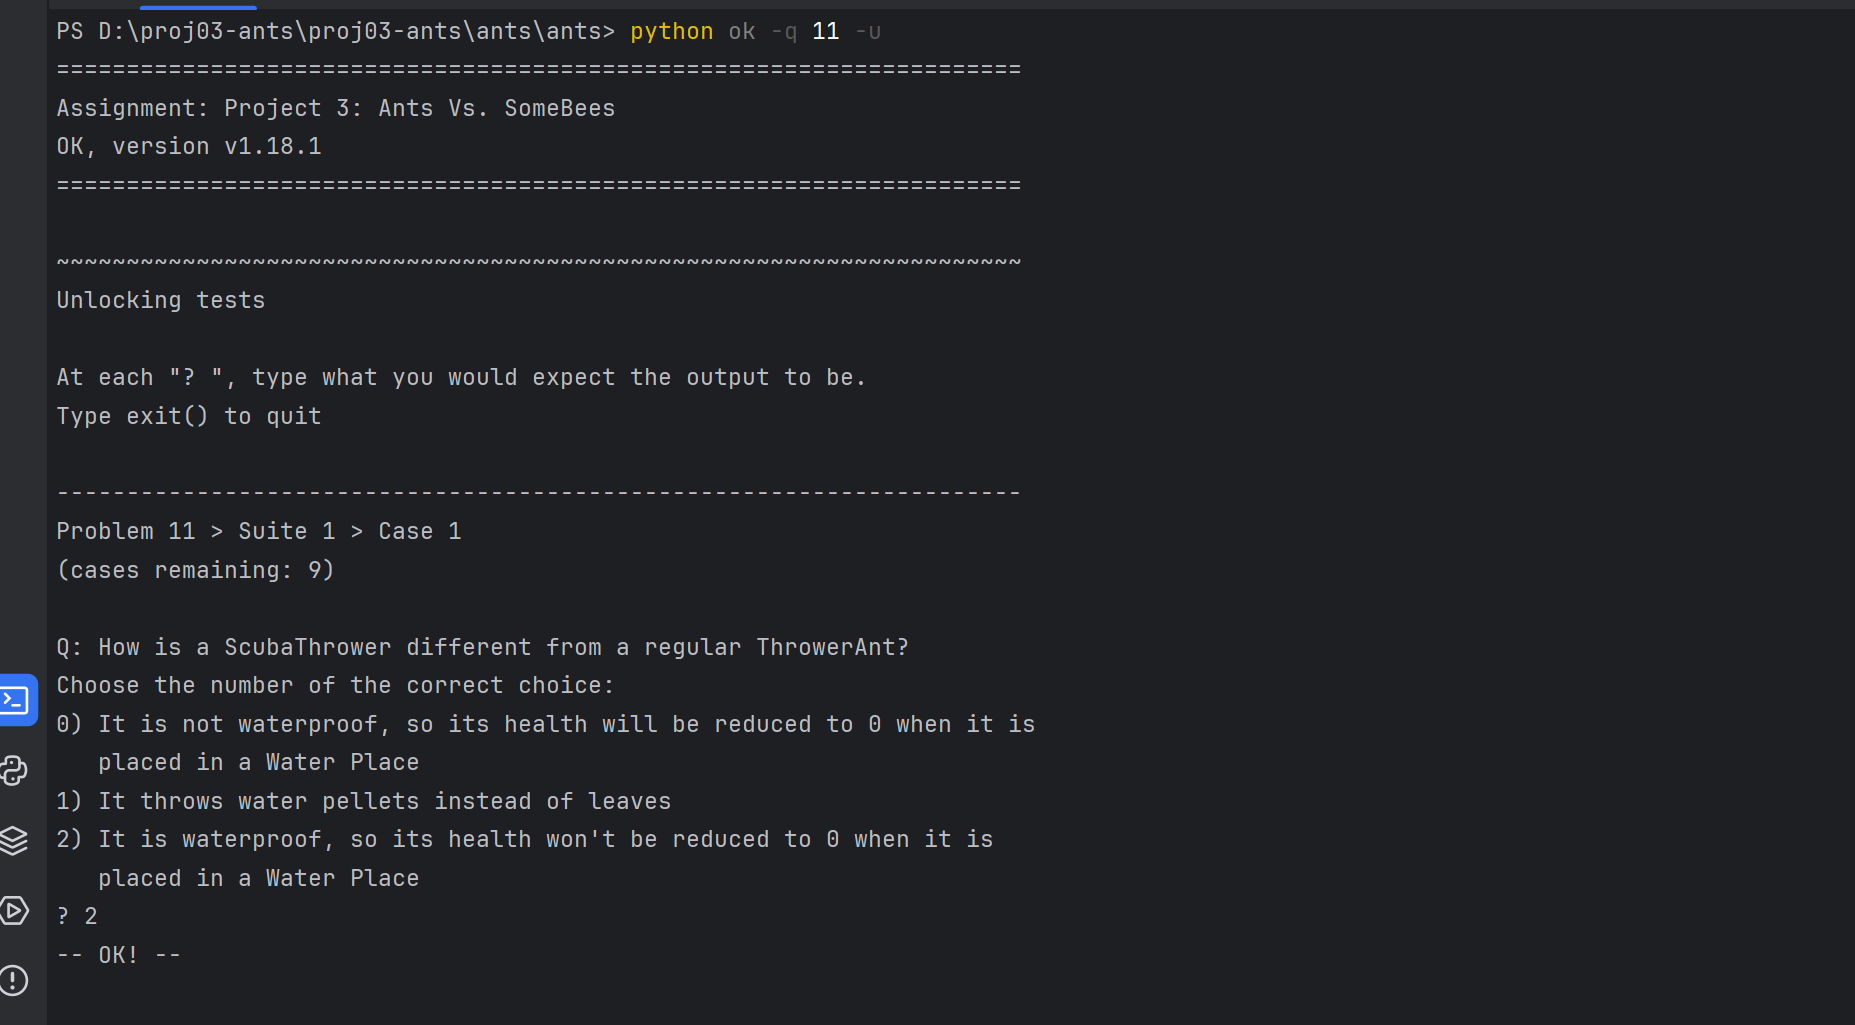 PS D:\proj03-ants\proj03-ants\ants\ants> python ok -q 11 -u
=====================================================================
Assignment: Project 3: Ants Vs. SomeBees
OK, version v1.18.1
=====================================================================
~~~~~~~~~~~~~~~~~~~~~~~~~~~~~~~~~~~~~~~~~~~~~~~~~~~~~~~~~~~~~~~~~~~~~
Unlocking tests
At each "? ", type what you would expect the output to be.
Type exit() to quit
---------------------------------------------------------------------
Problem 11 > Suite 1 > Case 1
(cases remaining: 9)
Q: How is a ScubaThrower different from a regular ThrowerAnt?
Choose the number of the correct choice:
0) It is not waterproof, so its health will be reduced to 0 when it is
   placed in a Water Place
1) It throws water pellets instead of leaves
2) It is waterproof, so its health won't be reduced to 0 when it is
   placed in a Water Place
? 2
-- OK! --